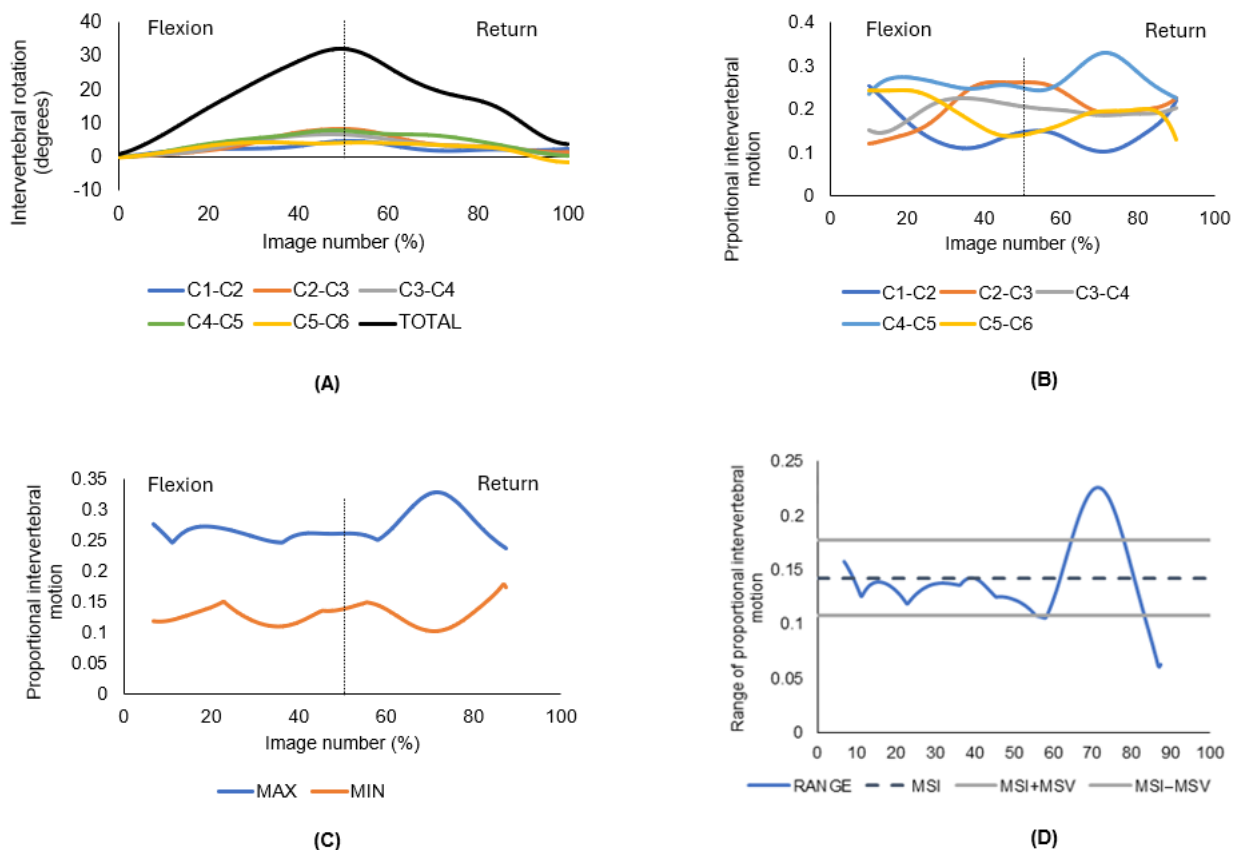 Flexion Return
Intervertebral rotation
(degrees)
40
30
20
10
0
-10
0 20 40 60 80 100
Image number (%)
C1-C2 C2-C3 C3-C4
C4-C5 C5-C6 TOTAL
(A)
Flexion Return
Prportional intervertebral
motion
0.4
0.3
0.2
0.1
0
0 20 40 60 80 100
Image number (%)
C1-C2 C2-C3 C3-C4
C4-C5 C5-C6
(B)
Flexion Return
Proportional intervertebral
motion
0.35
0.3
0.25
0.2
0.15
0.1
0.05
0
0 20 40 60 80 100
Image number (%)
MAX MIN
(C)
Range of proportional intervertebral
motion
0.25
0.2
0.15
0.1
0.05
0
0 10 20 30 40 50 60 70 80 90 100
RANGE MSI MSI+MSV MSI−MSV
(D)